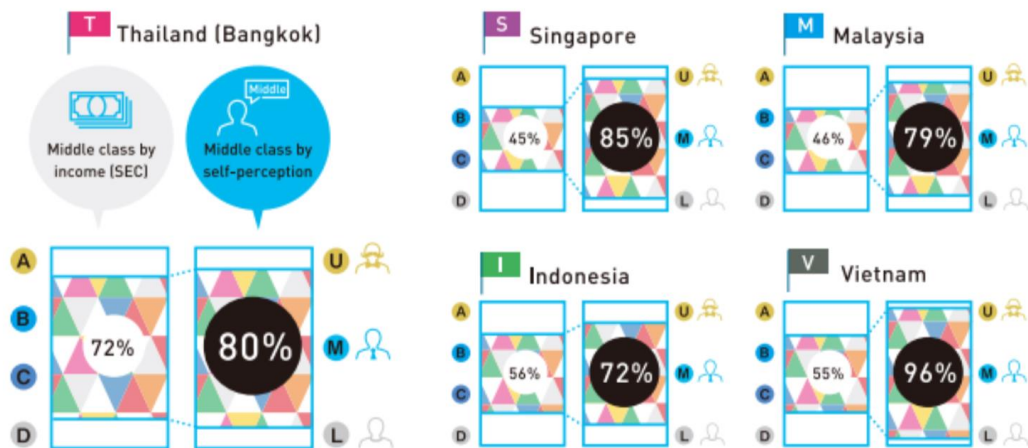 T Thailand (Bangkok)
Middle class by
income (SEC)
Middle
Middle class by
self-perception
A
B
C
D
72%
80%
U
M
L
S Singapore
A
B
C
D
45%
85%
U
M
L
M Malaysia
A
B
C
D
46%
79%
U
M
L
I Indonesia
A
B
C
D
56%
72%
U
M
L
V Vietnam
A
B
C
D
55%
96%
U
M
L